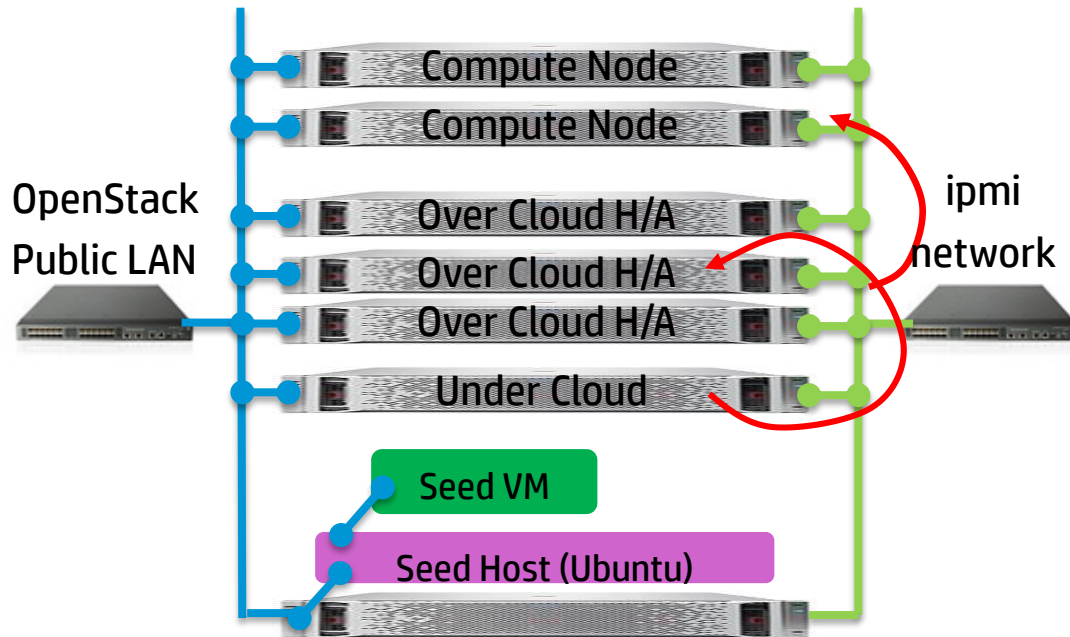 Compute Node
Compute Node
OpenStack
Public LAN
Over Cloud H/A
Over Cloud H/A
Over Cloud H/A
ipmi
network
Under Cloud
Seed VM
Seed Host (Ubuntu)